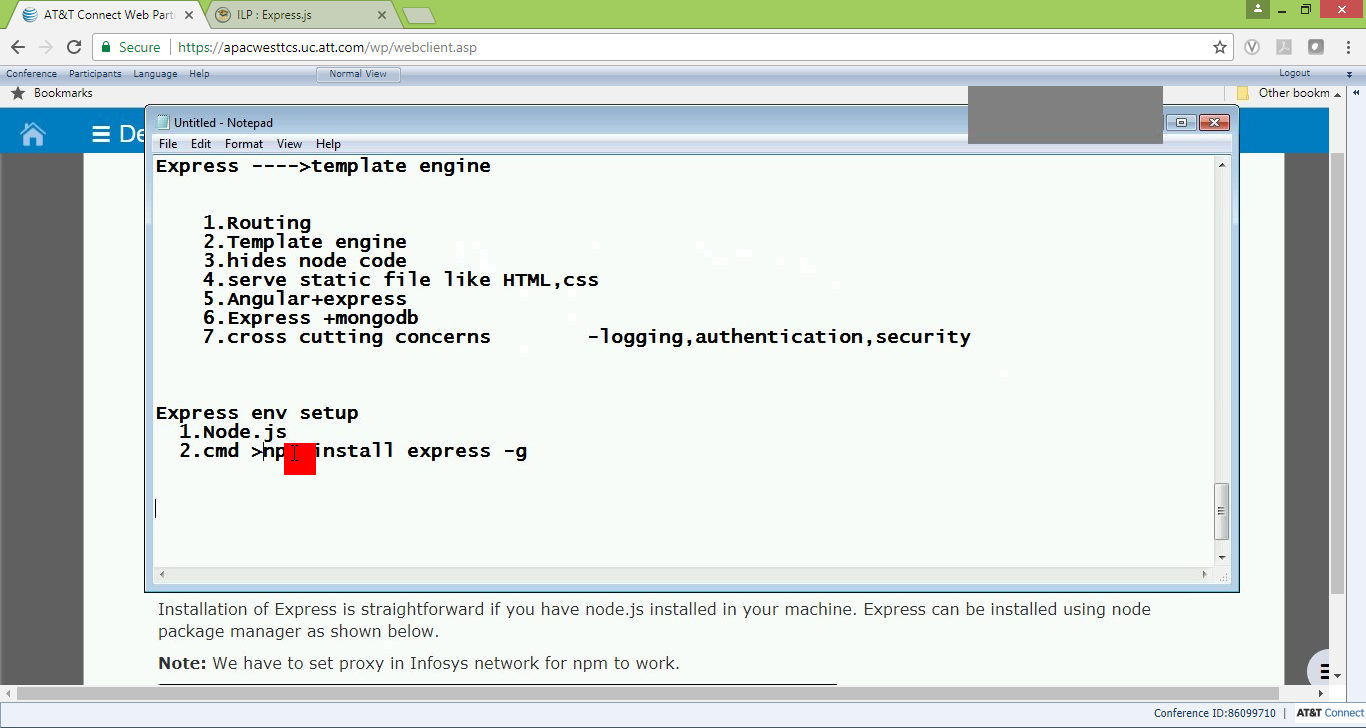 AT&T Connect Web Part
ILP : Express.js
Secure
https://apacwesttcs.uc.att.com/wp/webclient.asp
Conference Participants Language Help
Normal View
Logout
Bookmarks
Other bookm
De
Untitled - Notepad
File Edit Format View Help
Express ---->template engine
1.Routing
2.Template engine
3.hides node code
4.serve static file like HTML,css
5.Angular+express
6.Express +mongodb
7.cross cutting concerns -logging,authentication,security
Express env setup
1.Node.js
2.cmd > install express -g
Installation of Express is straightforward if you have node.js installed in your machine. Express can be installed using node
package manager as shown below.
Note: We have to set proxy in Infosys network for npm to work.
Conference ID:86099710 | AT&T Connect